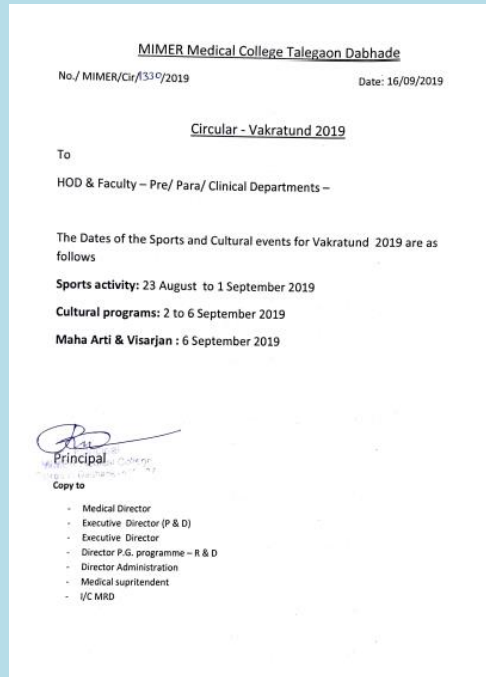 MIMER Medical College Talegaon Dabhade
No./ MIMER/Cir/1330/2019
Date: 16/09/2019
Circular - Vakratund 2019
To
HOD & Faculty – Pre/ Para/ Clinical Departments –
The Dates of the Sports and Cultural events for Vakratund 2019 are as
follows
Sports activity: 23 August to 1 September 2019
Cultural programs: 2 to 6 September 2019
Maha Arti & Visarjan : 6 September 2019
Principal
Copy to
- Medical Director
- Executive Director (P & D)
- Executive Director
- Director P.G. programme – R & D
- Director Administration
- Medical supritendent
- I/C MRD